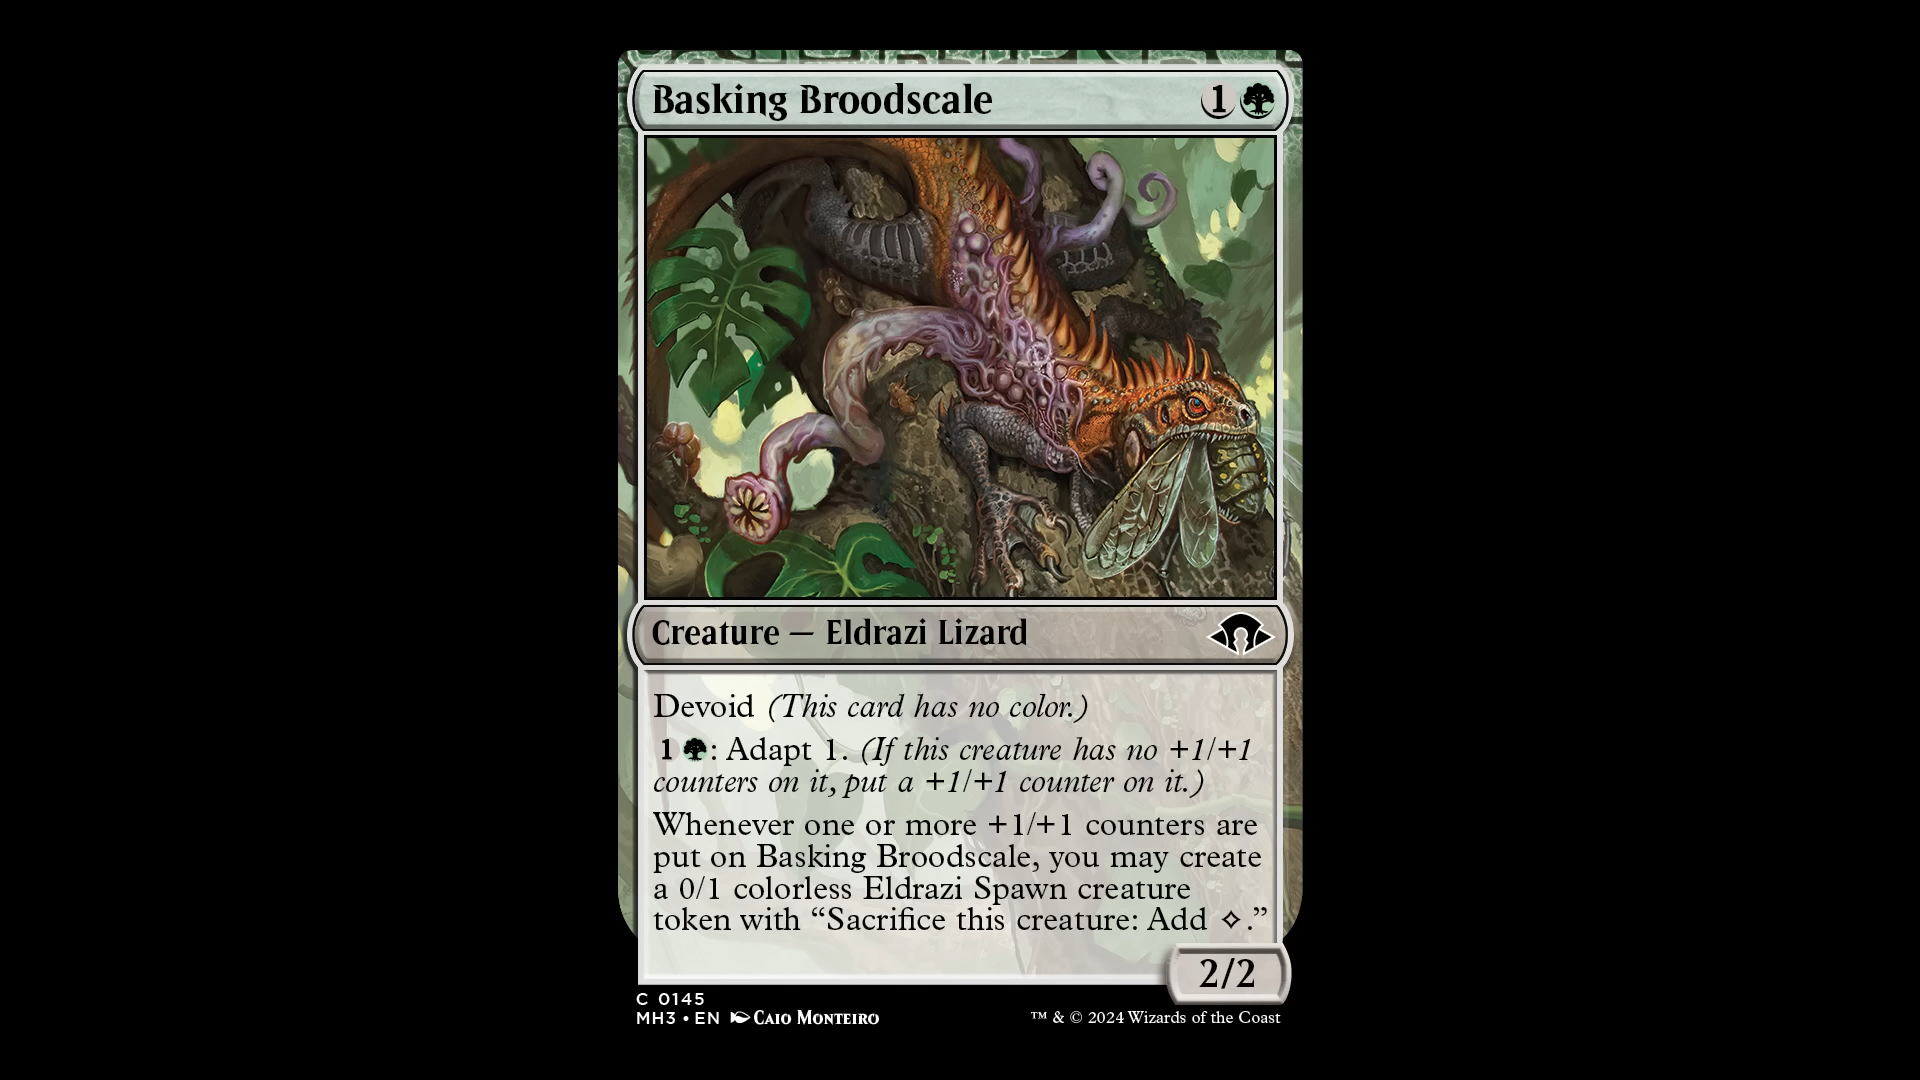 Basking Broodscale 1
Creature — Eldrazi Lizard
Devoid (This card has no color.)
1 : Adapt 1. (If this creature has no +1/+1
counters on it, put a +1/+1 counter on it.)
Whenever one or more +1/+1 counters are
put on Basking Broodscale, you may create
a 0/1 colorless Eldrazi Spawn creature
token with “Sacrifice this creature: Add .”
2/2
C 0145
MH3 • EN Caio Monteiro
™ & © 2024 Wizards of the Coast